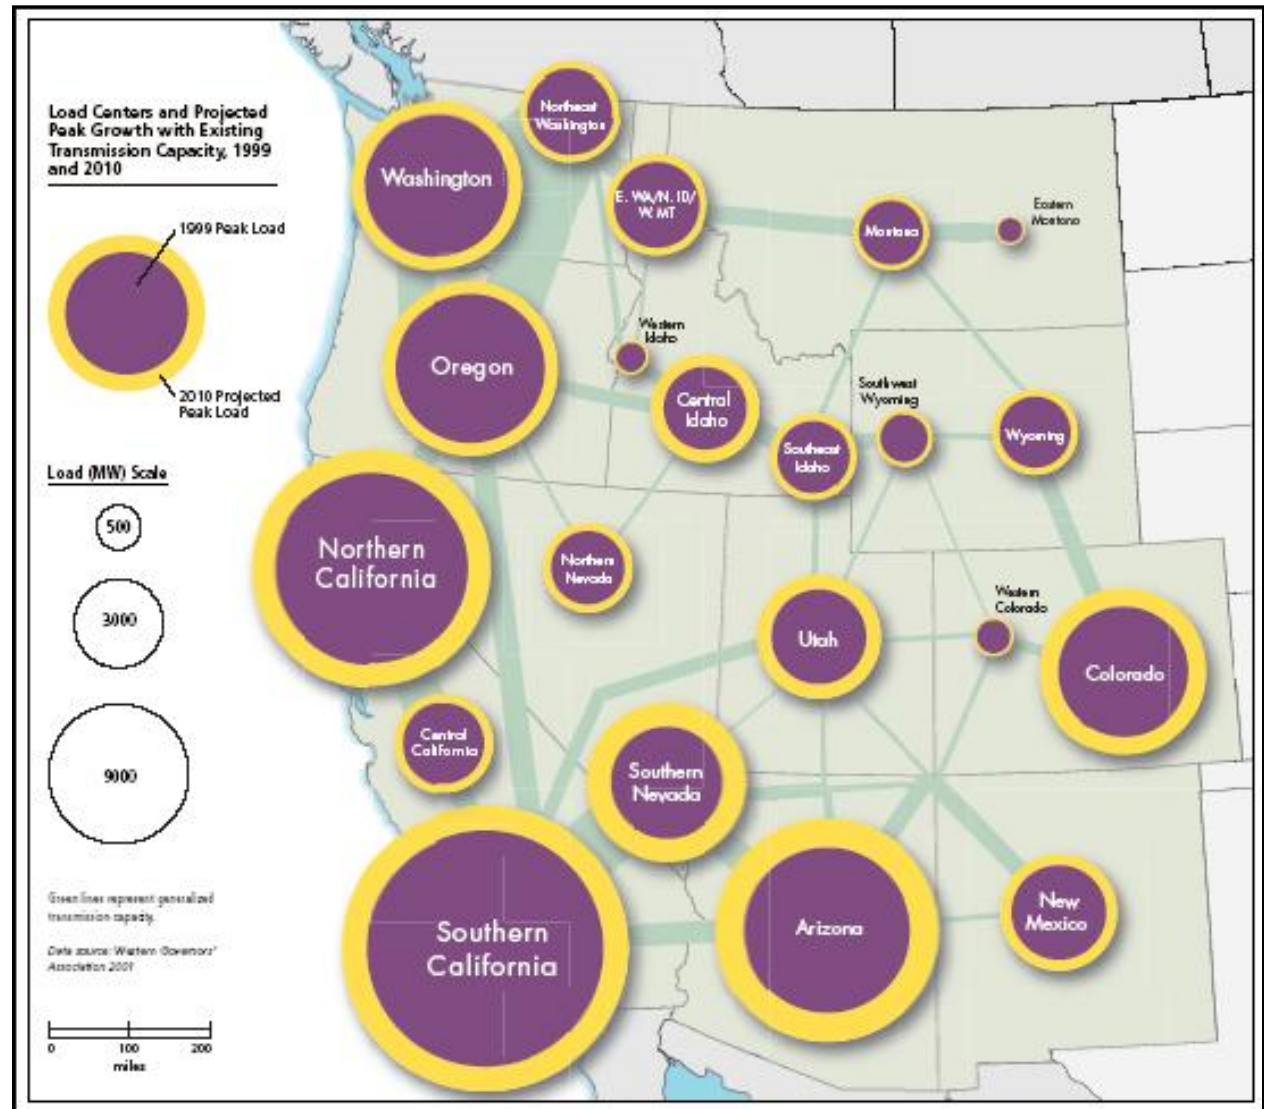 Load Centers and Projected
Peak Growth with Existing
Transmission Capacity, 1999
and 2010
1999 Peak Load
2010 Projected
Peak Load
Load (MW) Scale
500
3000
9000
Green lines represent generalized
transmission capacity.
Data source: Western Governors'
Association 2001
0 100 200
miles
Northeast
Washington
Washington
E. WA/N. ID/
W. MT
Montana
Eastern
Montana
Western
Idaho
Oregon
Central
Idaho
Southwest
Wyoming
Southeast
Idaho
Wyoming
Northern
California
Northern
Nevada
Western
Colorado
Utah
Colorado
Central
California
Southern
Nevada
Southern
California
Arizona
New
Mexico